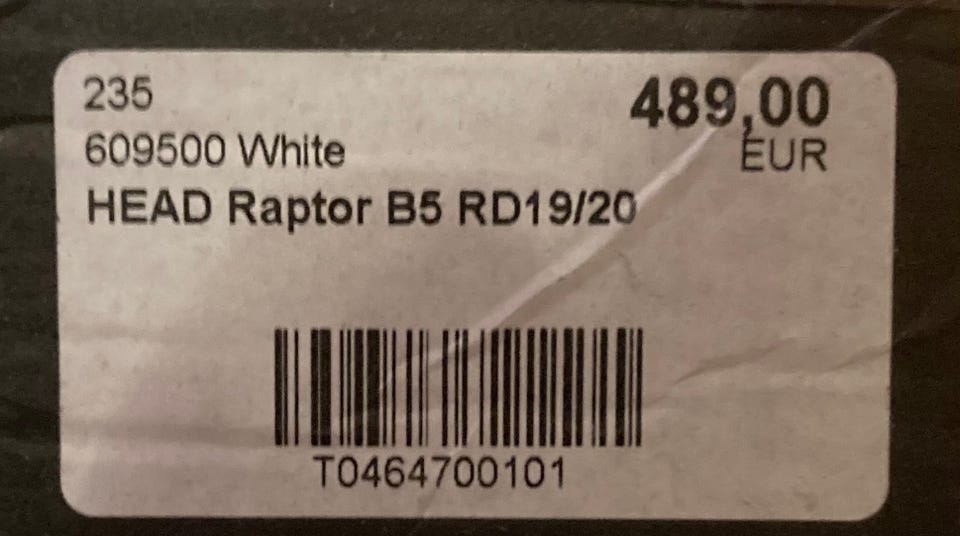 235
489,00
609500 White
EUR
HEAD Raptor B5 RD19/20
T0464700101